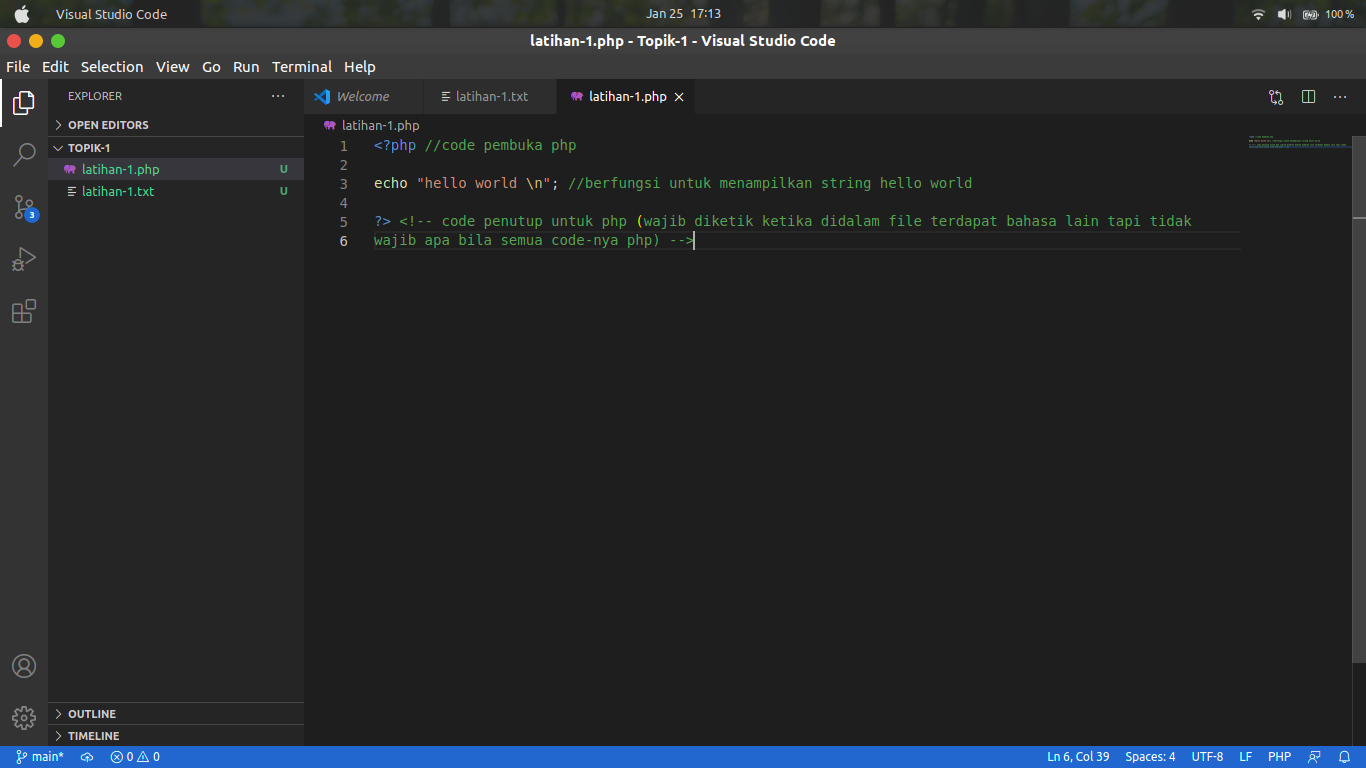 Visual Studio Code
Jan 25 17:13
100 %
latihan-1.php - Topik-1 - Visual Studio Code
File Edit Selection View Go Run Terminal Help
EXPLORER
Welcome
latihan-1.txt
latihan-1.php
OPEN EDITORS
TOPIK-1
latihan-1.php U
latihan-1.txt U
3
latihan-1.php
1 <?php //code pembuka php
2
3 echo "hello world \n"; //berfungsi untuk menampilkan string hello world
4
5 ?> <!-- code penutup untuk php (wajib diketik ketika didalam file terdapat bahasa lain tapi tidak
6 wajib apa bila semua code-nya php) -->
OUTLINE
TIMELINE
main* 0 0 Ln 6, Col 39 Spaces: 4 UTF-8 LF PHP